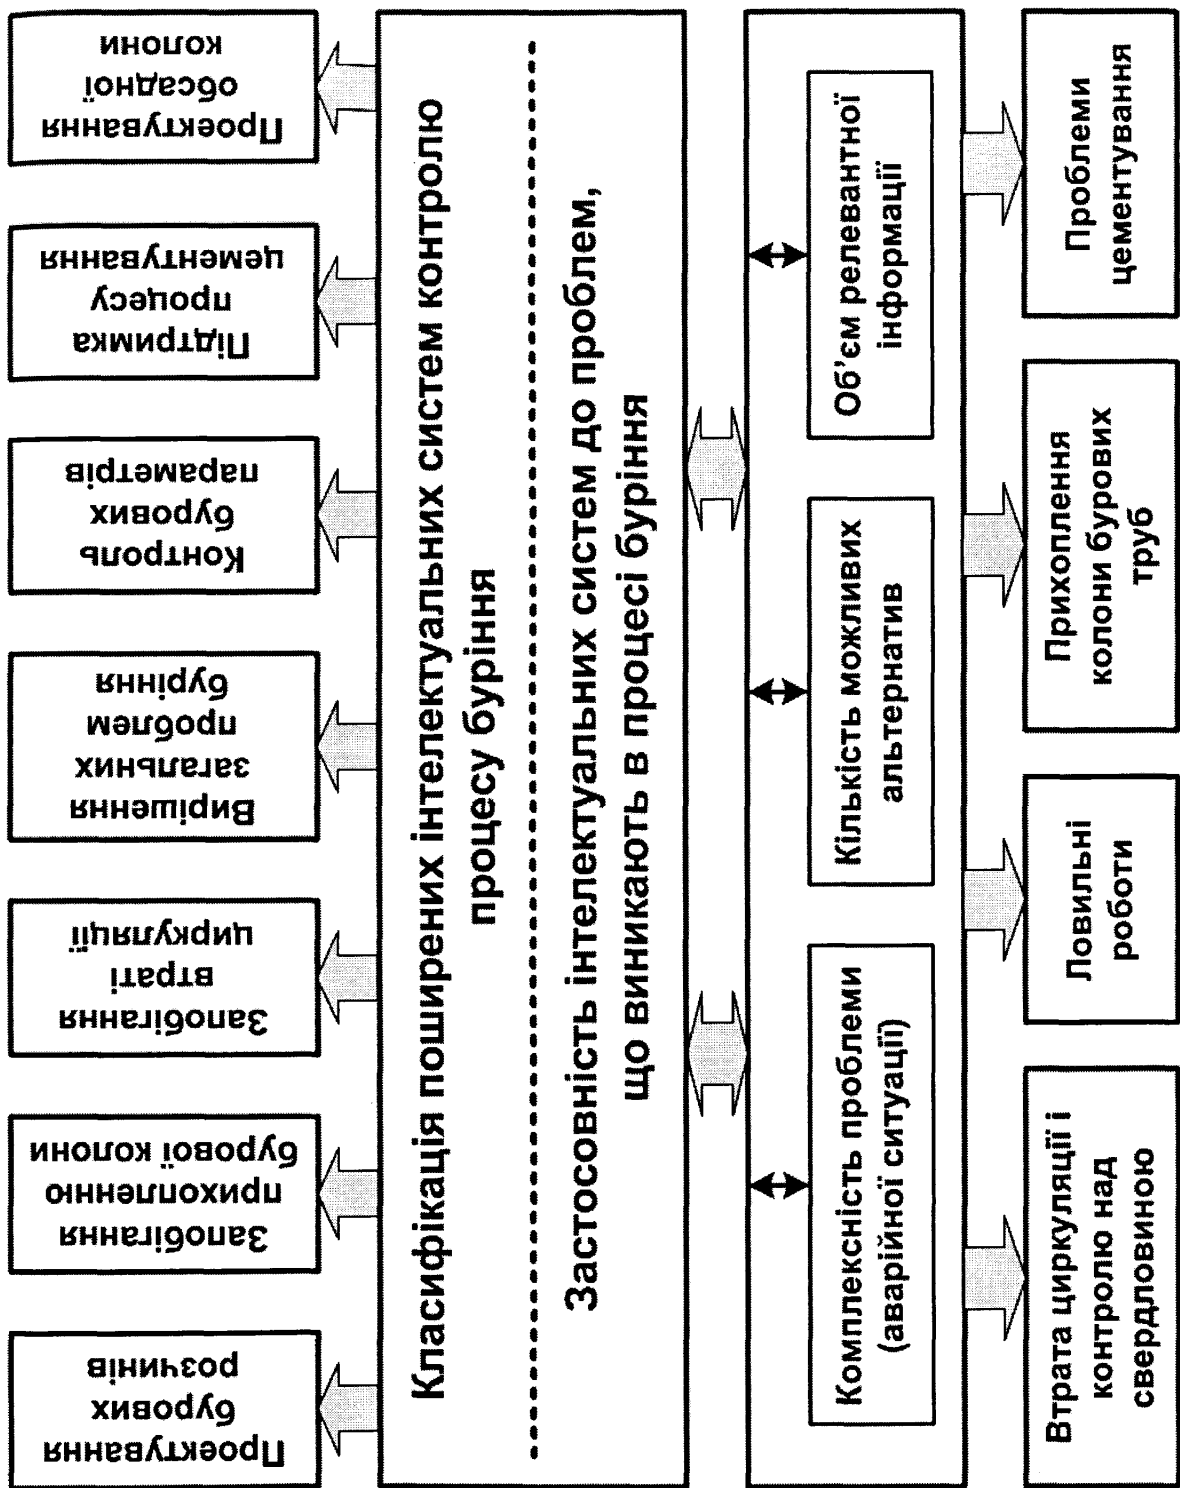 Проектування
бурових
розчинів
Запобігання
прихопленню
бурової колони
Запобігання
втраті
циркуляції
Вирішення
загальних
проблем
буріння
Контроль
бурових
параметрів
Підтримка
процесу
цементування
Проектування
обсадної
колони
Класифікація поширених інтелектуальних систем контролю
процесу буріння
Застосовність інтелектуальних систем до проблем,
що виникають в процесі буріння
Комплексність проблеми
(аварійної ситуації)
Кількість можливих
альтернатив
Об'єм релевантної
інформації
Втрата циркуляції і
контролю над
свердловиною
Ловильні
роботи
Прихоплення
колони бурових
труб
Проблеми
цементування